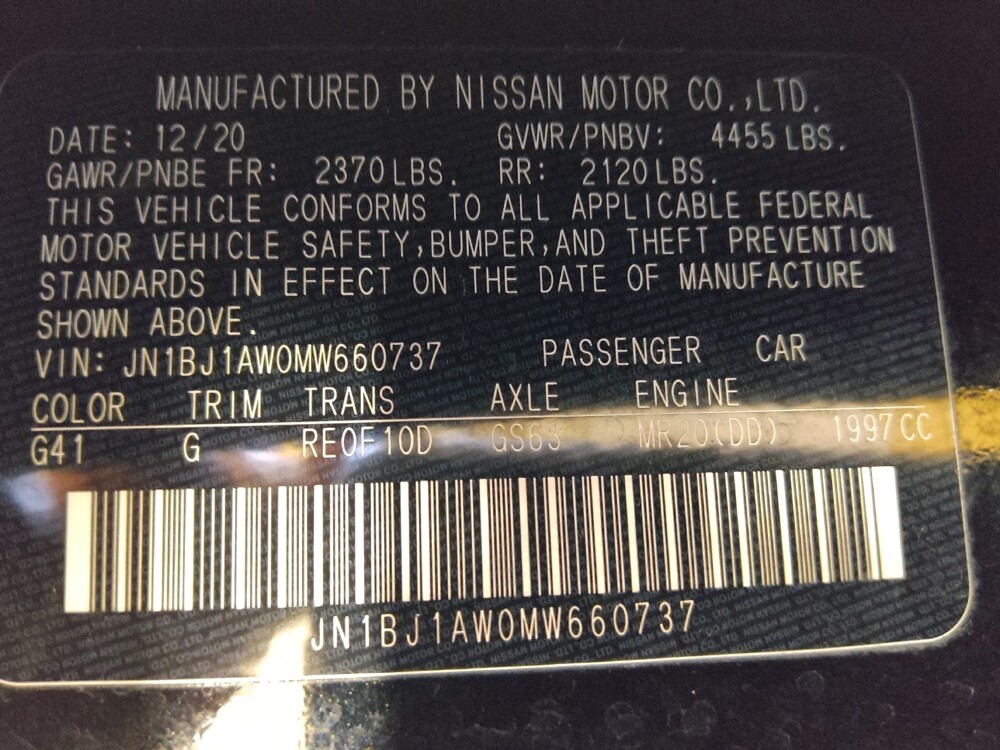 MANUFACTURED BY NISSAN MOTOR CO.,LTD.
DATE: 12/20 GVWR/PNBV: 4455 LBS.
GAWR/PNBE FR: 2370 LBS. RR: 2120 LBS.
THIS VEHICLE CONFORMS TO ALL APPLICABLE FEDERAL
MOTOR VEHICLE SAFETY,BUMPER,AND THEFT PREVENTION
STANDARDS IN EFFECT ON THE DATE OF MANUFACTURE
SHOWN ABOVE.
VIN: JN1BJ1AW0MW660737 PASSENGER CAR
COLOR TRIM TRANS AXLE ENGINE
G41 G RE0F10D GS63 MR20(DD) 1997CC
JN1BJ1AW0MW660737